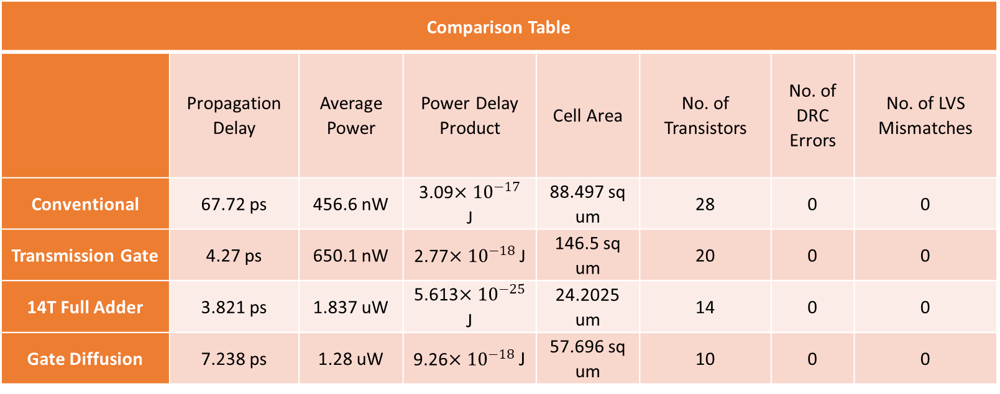 Comparison Table
Propagation
Delay
Average
Power
Power Delay
Product
Cell Area
No. of
Transistors
No. of
DRC
Errors
No. of LVS
Mismatches
Conventional
67.72 ps
456.6 nW
3.09× 10⁻¹⁷
J
88.497 sq
um
28
0
0
Transmission Gate
4.27 ps
650.1 nW
2.77× 10⁻¹⁸ J
146.5 sq
um
20
0
0
14T Full Adder
3.821 ps
1.837 uW
5.613× 10⁻²⁵
J
24.2025
um
14
0
0
Gate Diffusion
7.238 ps
1.28 uW
9.26× 10⁻¹⁸ J
57.696 sq
um
10
0
0